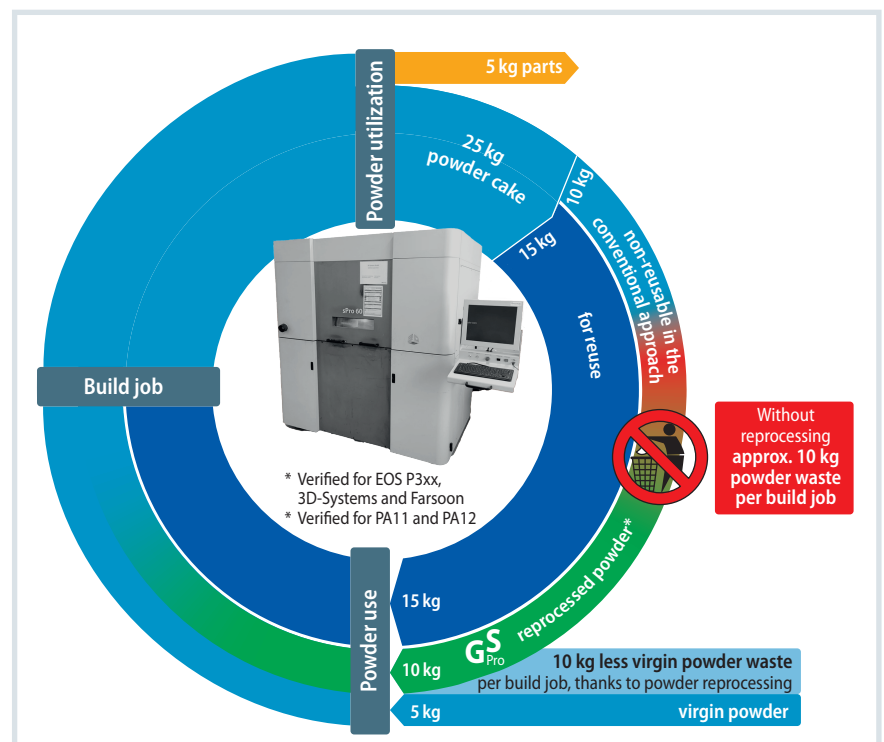 5 kg parts
Powder utilization
25 kg
powder cake
10 kg
15 kg
non-reusable in the
conventional approach
for reuse
sPro 60
Build job
Without
reprocessing
approx. 10 kg
powder waste
per build job
* Verified for EOS P3xx,
3D-Systems and Farsoon
* Verified for PA11 and PA12
Powder use
15 kg
reprocessed powder*
GS
Pro
10 kg
10 kg less virgin powder waste
per build job, thanks to powder reprocessing
5 kg
virgin powder